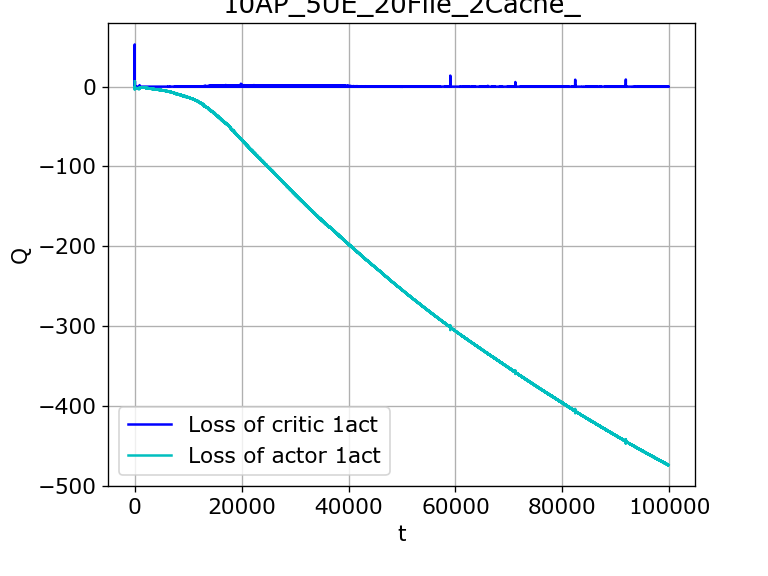 10AP_5UE_20File_2Cache_
0
−100
−200
−300
−400
−500
Q
Loss of critic 1act
Loss of actor 1act
0 20000 40000 60000 80000 100000
t